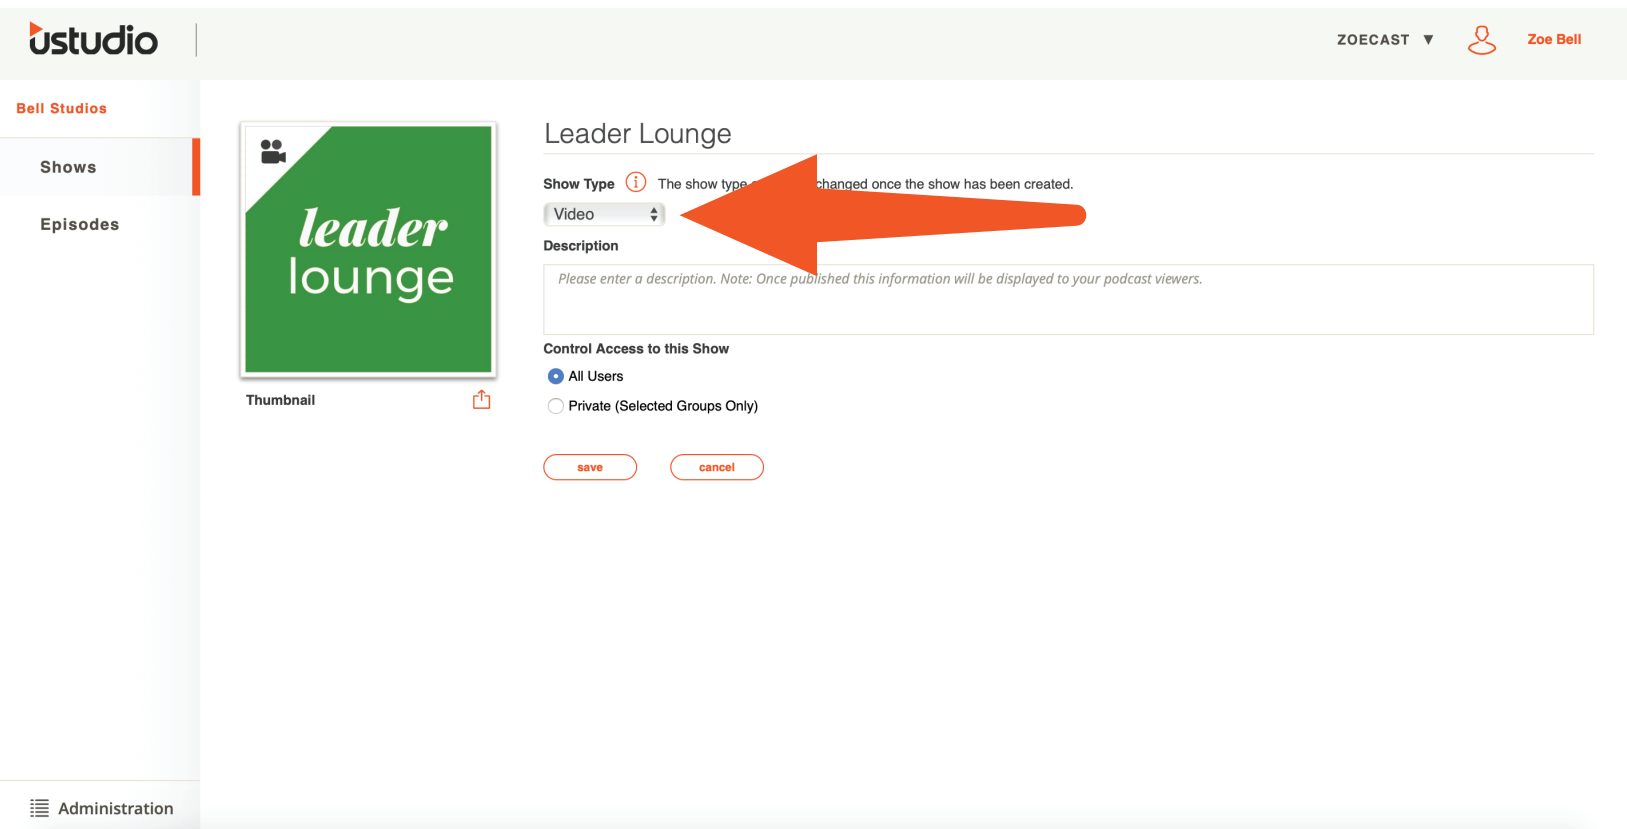 ustudio
ZOECAST ▼
Zoe Bell
Bell Studios
Shows
Episodes
leader
lounge
Thumbnail
Leader Lounge
Show Type i The show type changed once the show has been created.
Video
Description
Please enter a description. Note: Once published this information will be displayed to your podcast viewers.
Control Access to this Show
All Users
Private (Selected Groups Only)
save cancel
Administration